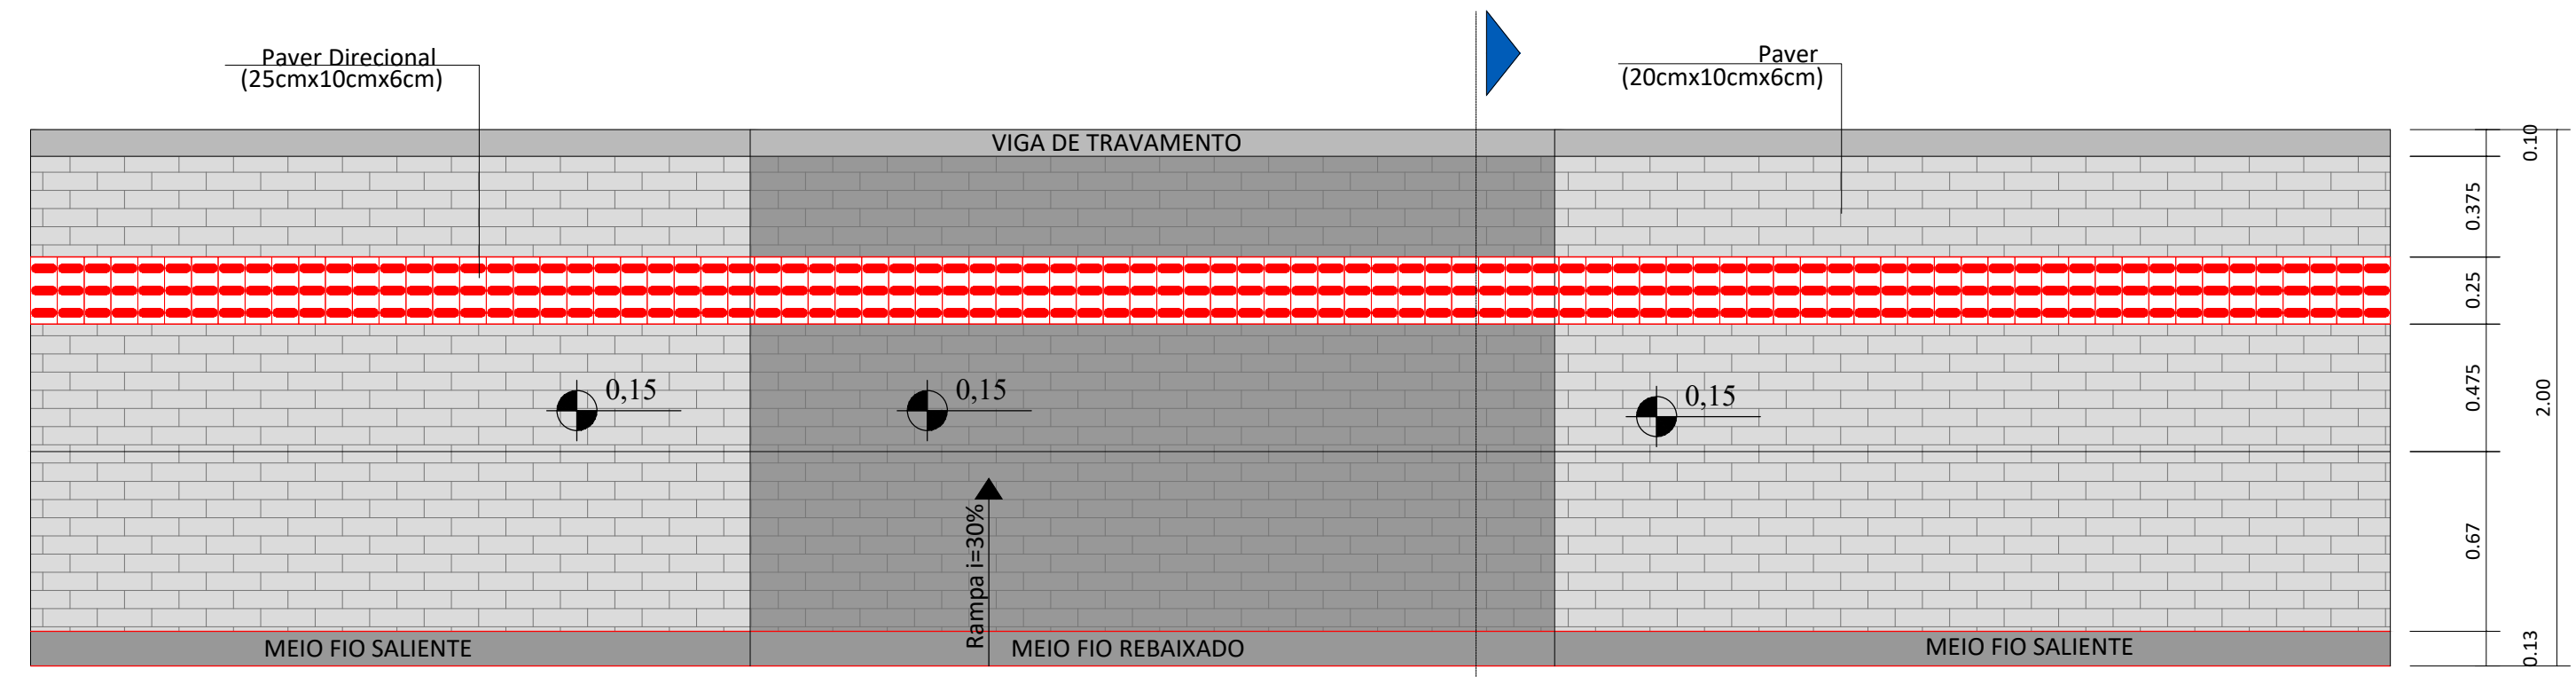 Paver Direcional
(25cmx10cmx6cm)
Paver
(20cmx10cmx6cm)
VIGA DE TRAVAMENTO
0.10
0.375
0.25
0.475
2.00
0,15
0,15
0,15
Rampa i=30%
0.67
MEIO FIO SALIENTE
MEIO FIO REBAIXADO
MEIO FIO SALIENTE
0.13